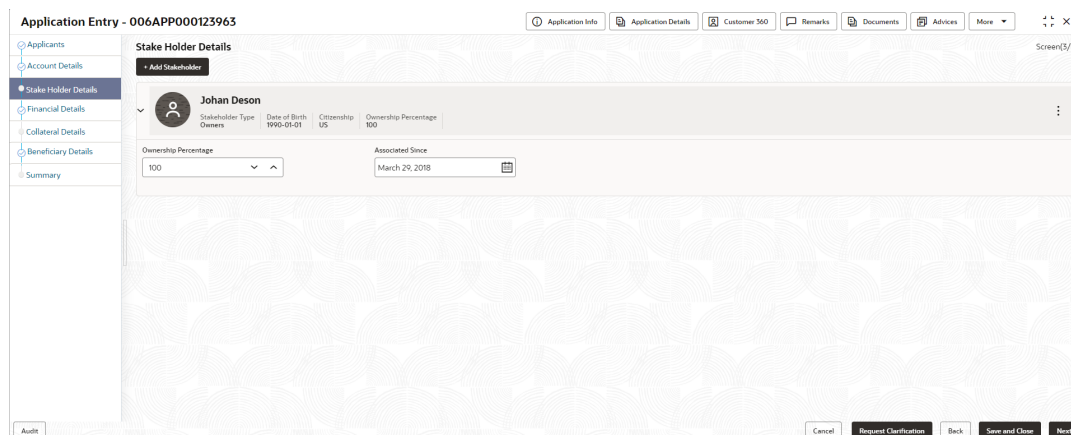 Application Entry - 006APP000123963
Application Info
Application Details
Customer 360
Remarks
Documents
Advices
More
Applicants
Account Details
Stake Holder Details
Financial Details
Collateral Details
Beneficiary Details
Summary
Stake Holder Details
Screen(3/
+ Add Stakeholder
Johan Deson
Stakeholder Type Date of Birth Citizenship Ownership Percentage
Owners 1990-01-01 US 100
Ownership Percentage Associated Since
100 March 29, 2018
Audit
Cancel
Request Clarification
Back
Save and Close
Next